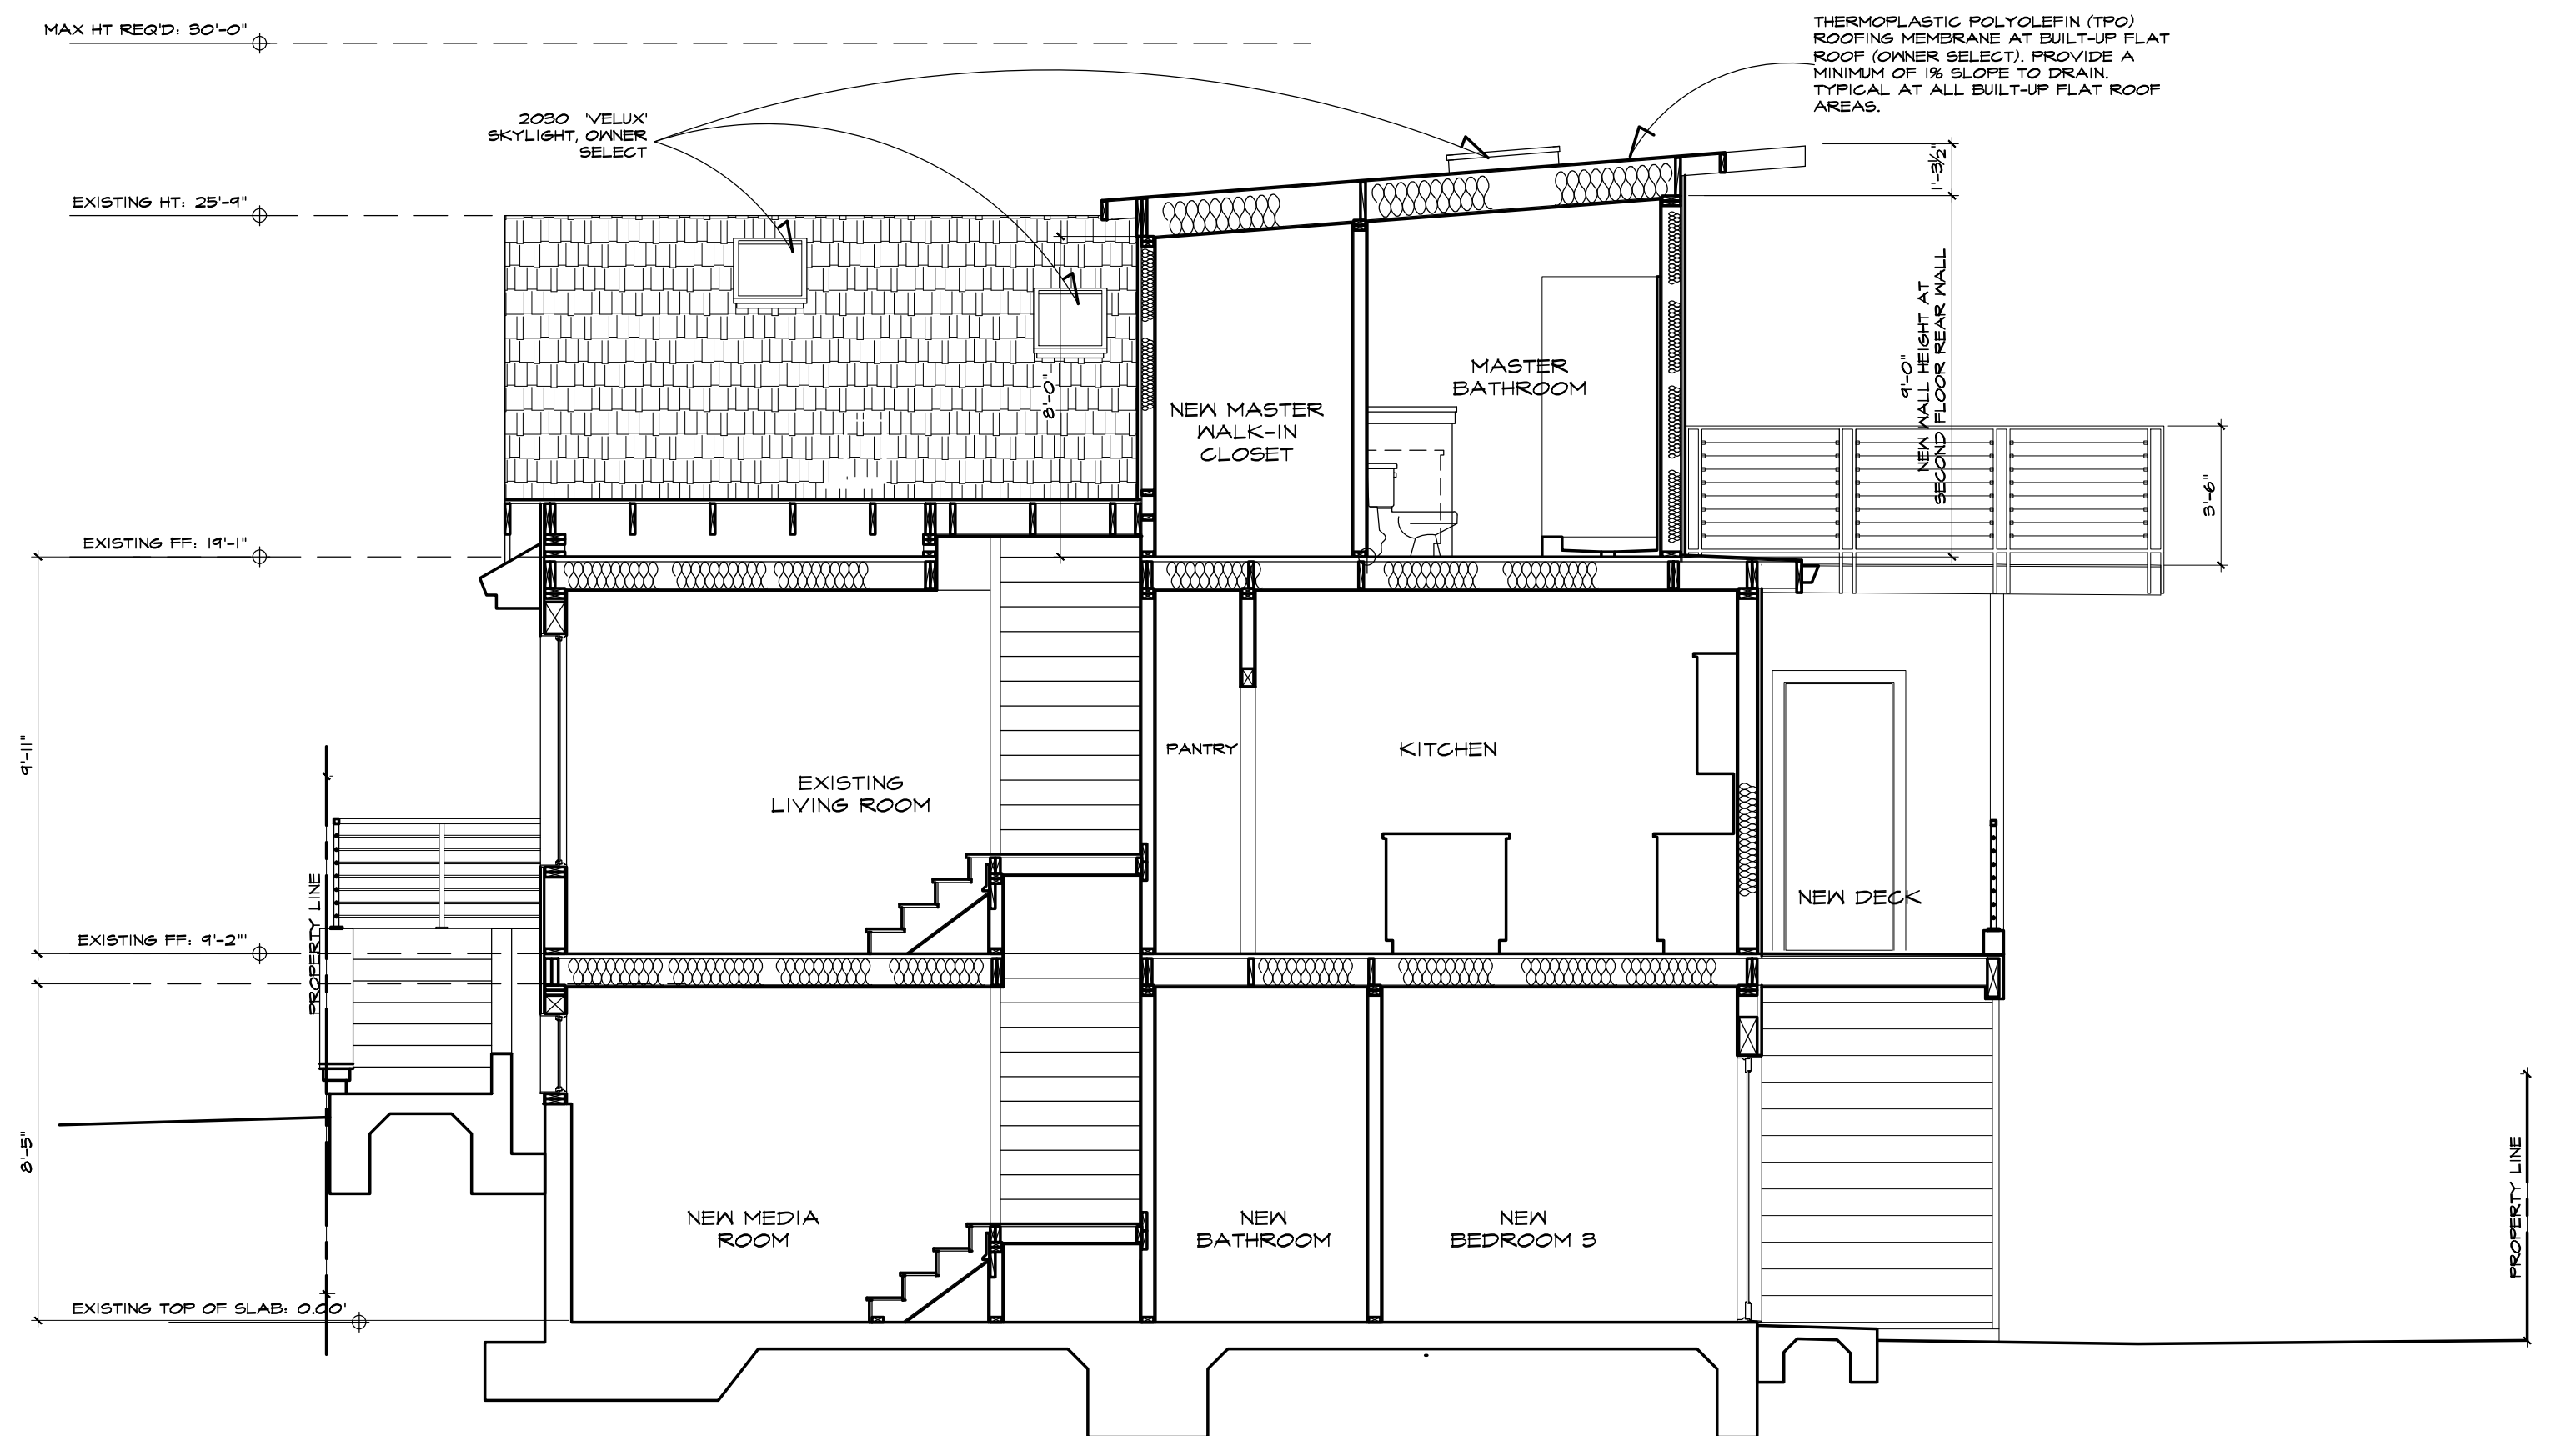 MAX HT REQ'D: 30'-0"
THERMOPLASTIC POLYOLEFIN (TPO)
ROOFING MEMBRANE AT BUILT-UP FLAT
ROOF (OWNER SELECT). PROVIDE A
MINIMUM OF 1% SLOPE TO DRAIN.
TYPICAL AT ALL BUILT-UP FLAT ROOF
AREAS.
2030 'VELUX'
SKYLIGHT, OWNER
SELECT
1'-3½"
EXISTING HT: 25'-9"
9'-0"
NEW WALL HEIGHT AT
SECOND FLOOR REAR WALL
8'-0"
MASTER
BATHROOM
NEW MASTER
WALK-IN
CLOSET
3'-6"
EXISTING FF: 19'-1"
9'-11"
PANTRY
KITCHEN
EXISTING
LIVING ROOM
NEW DECK
PROPERTY LINE
EXISTING FF: 9'-2"'
8'-5"
NEW MEDIA
ROOM
NEW
BATHROOM
NEW
BEDROOM 3
PROPERTY LINE
EXISTING TOP OF SLAB: 0.00'